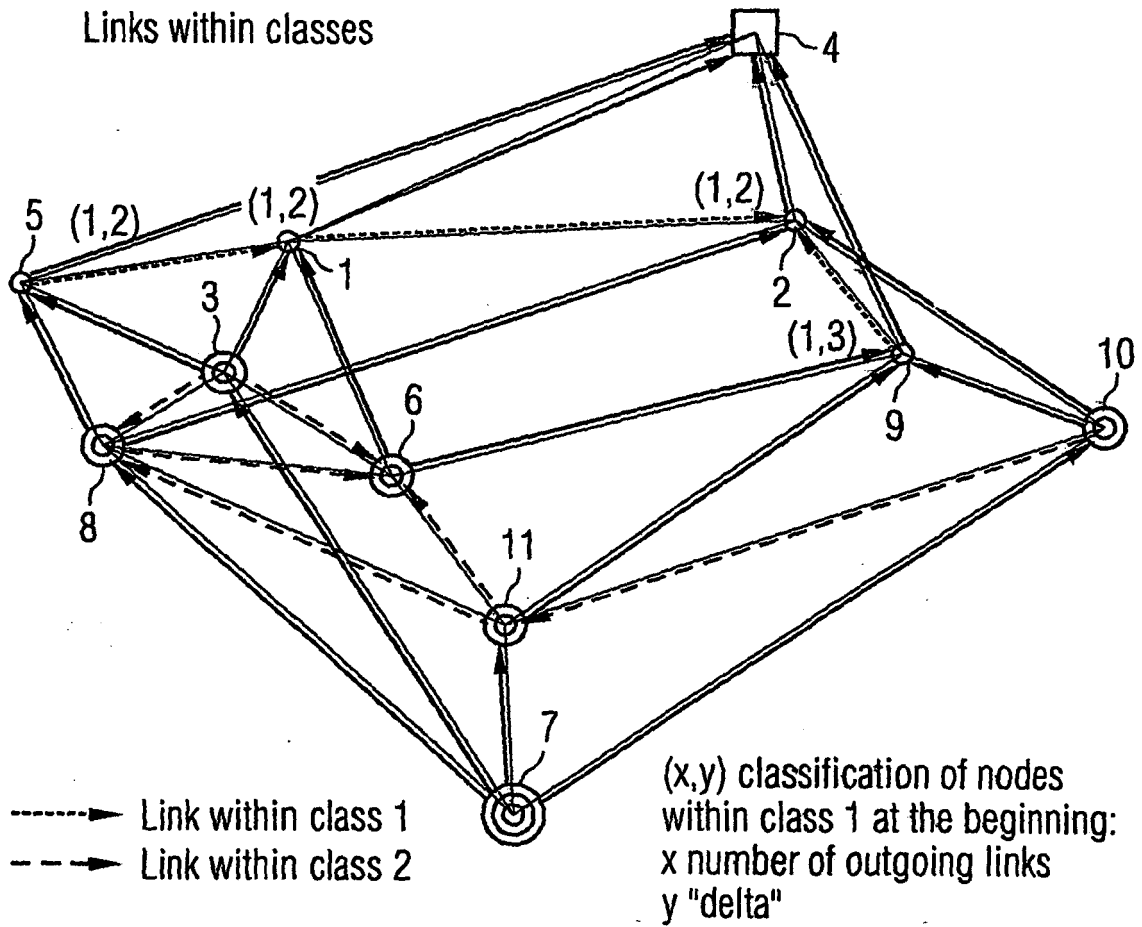 Links within classes
4
(1,2)
5 (1,2) (1,2)
1
3
2
(1,3)
10
6
9
8
11
7
(x,y) classification of nodes
Link within class 1 within class 1 at the beginning:
Link within class 2 x number of outgoing links
y "delta"